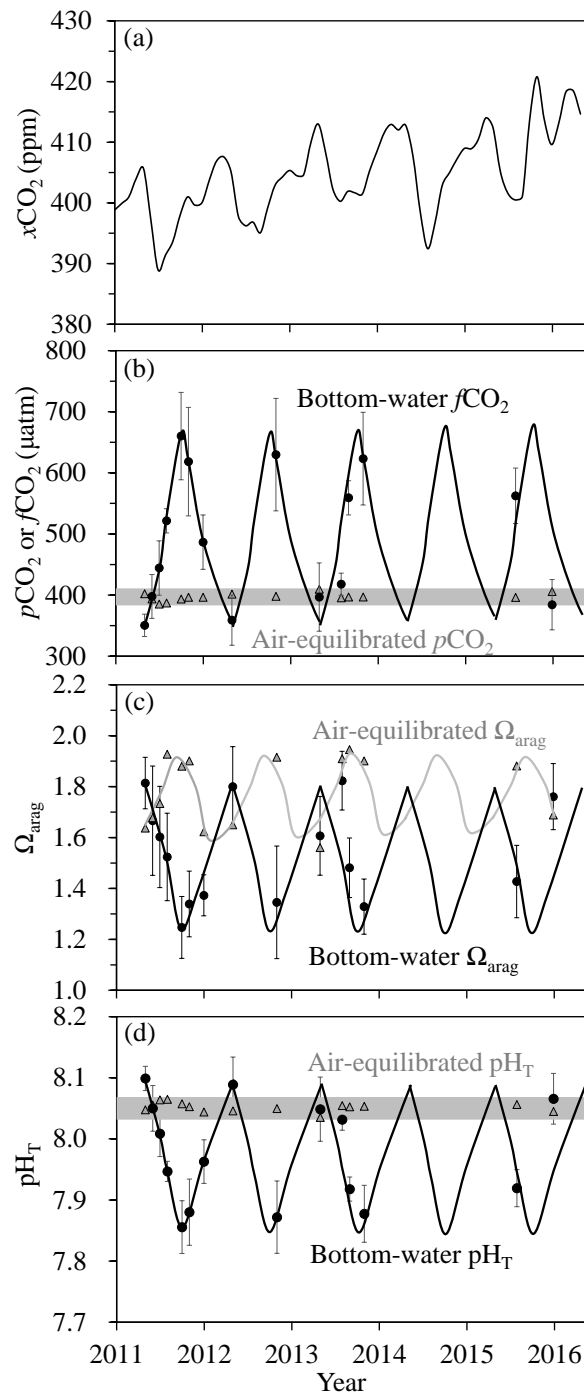 (a)
430
420
410
400
390
380
xCO₂ (ppm)
(b)
800
700
600
500
400
300
pCO₂ or fCO₂ (µatm)
Bottom-water fCO₂
Air-equilibrated pCO₂
(c)
2.2
2.0
1.8
1.6
1.4
1.2
1.0
Ωarag
Air-equilibrated Ωarag
Bottom-water Ωarag
(d)
8.2
8.1
8.0
7.9
7.8
7.7
pHT
Air-equilibrated pHT
Bottom-water pHT
2011 2012 2013 2014 2015 2016
Year